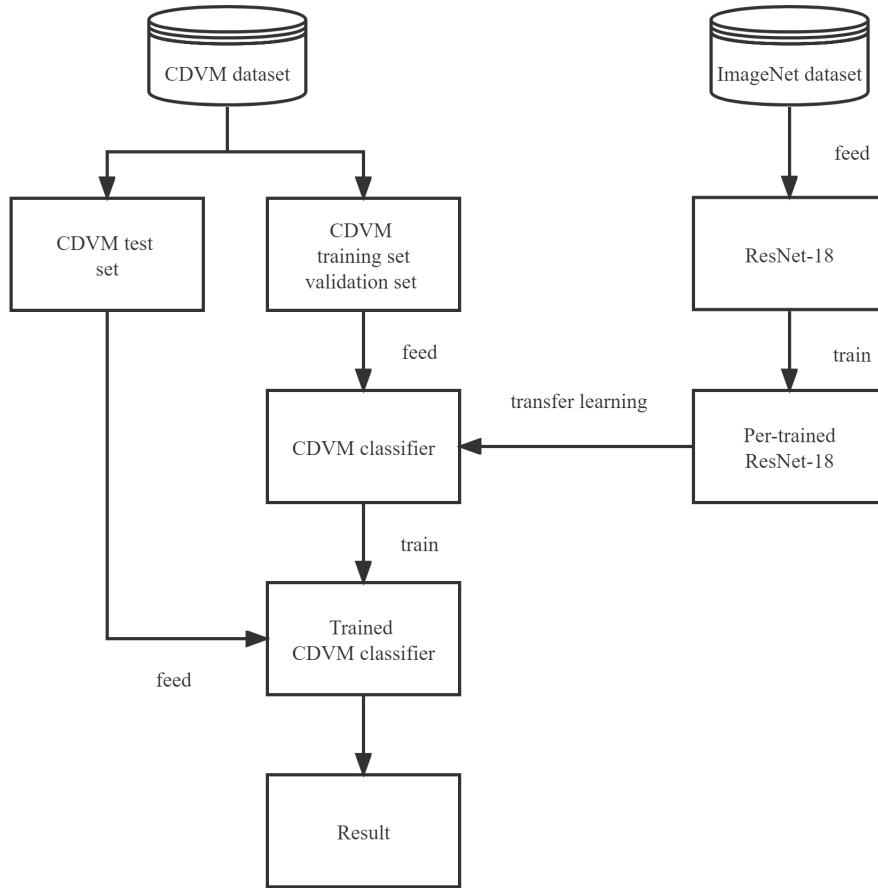 CDVM dataset
ImageNet dataset
feed
CDVM test
set
CDVM
training set
validation set
ResNet-18
feed
train
transfer learning
CDVM classifier
Per-trained
ResNet-18
train
Trained
CDVM classifier
feed
Result